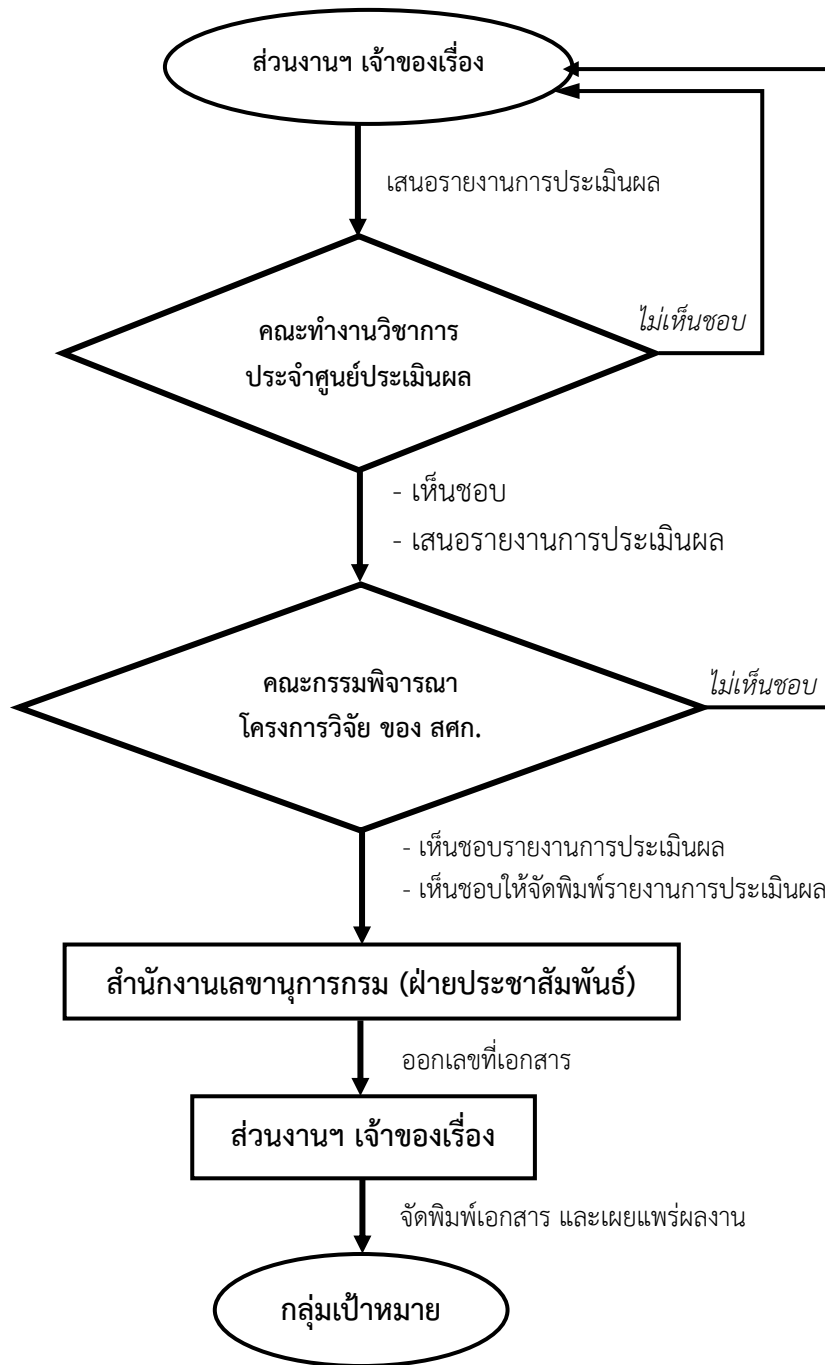 ส่วนงานฯ เจ้าของเรื่อง
เสนอรายงานการประเมินผล
ไม่เห็นชอบ
คณะทำงานวิชาการ
ประจำศูนย์ประเมินผล
- เห็นชอบ
- เสนอรายงานการประเมินผล
ไม่เห็นชอบ
คณะกรรมพิจารณา
โครงการวิจัย ของ สศก.
- เห็นชอบรายงานการประเมินผล
- เห็นชอบให้จัดพิมพ์รายงานการประเมินผล
สำนักงานเลขานุการกรม (ฝ่ายประชาสัมพันธ์)
ออกเลขที่เอกสาร
ส่วนงานฯ เจ้าของเรื่อง
จัดพิมพ์เอกสาร และเผยแพร่ผลงาน
กลุ่มเป้าหมาย